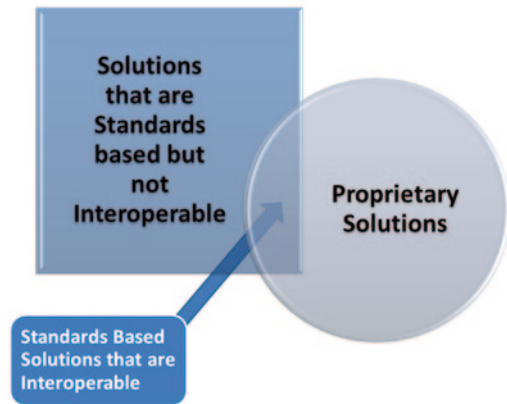 Solutions
that are
Standards
based but
not
Interoperable
Proprietary
Solutions
Standards Based
Solutions that are
Interoperable